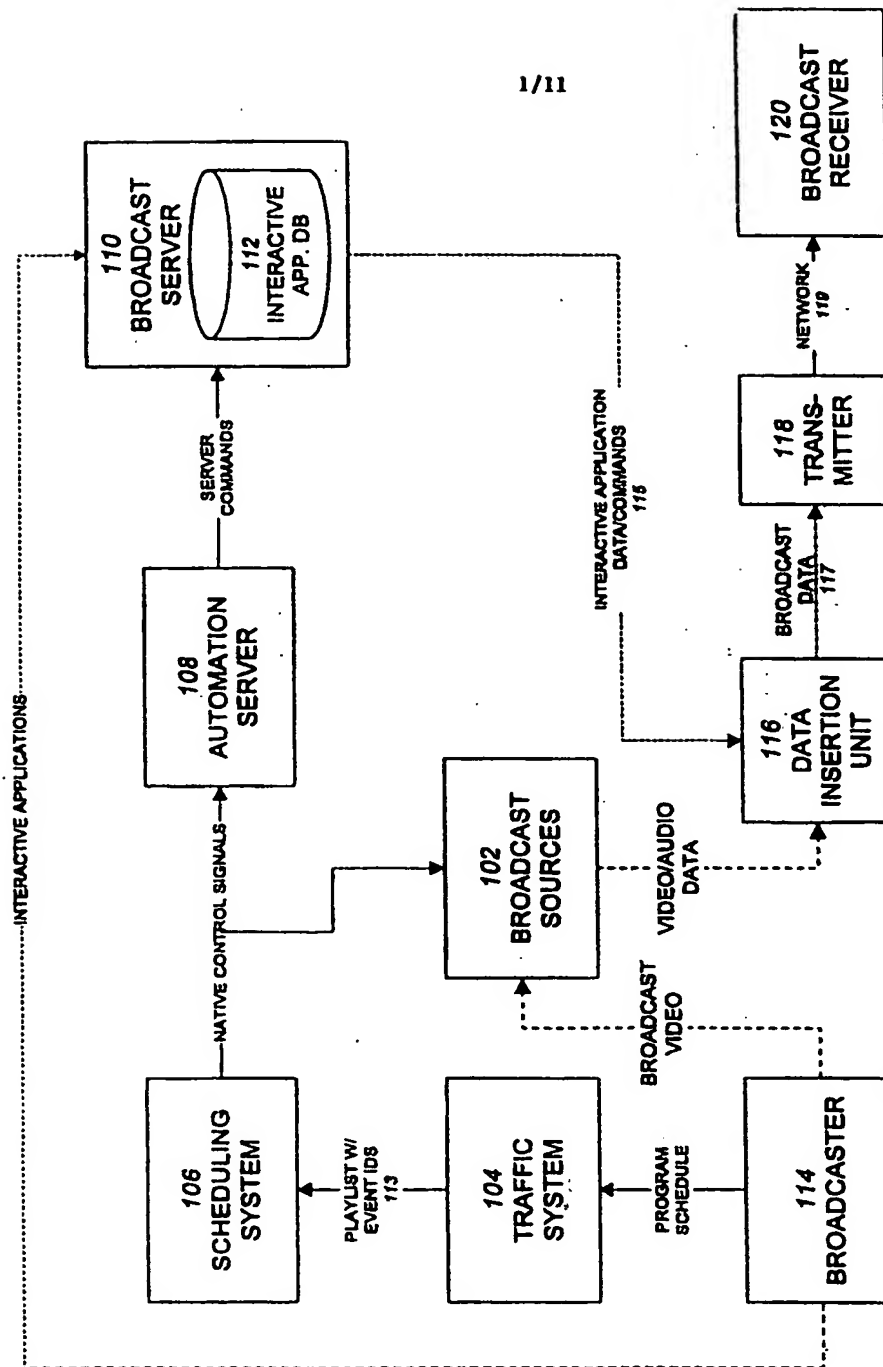 1/11
INTERACTIVE APPLICATIONS
106
SCHEDULING
SYSTEM
NATIVE CONTROL SIGNALS
108
AUTOMATION
SERVER
SERVER
COMMANDS
110
BROADCAST
SERVER
112
INTERACTIVE
APP. DB
PLAYLIST W/
EVENT IDS
113
104
TRAFFIC
SYSTEM
PROGRAM
SCHEDULE
114
BROADCASTER
BROADCAST
VIDEO
102
BROADCAST
SOURCES
VIDEO/AUDIO
DATA
INTERACTIVE APPLICATION
DATA/COMMANDS
115
116
DATA
INSERTION
UNIT
BROADCAST
DATA
117
118
TRANS-
MITTER
NETWORK
119
120
BROADCAST
RECEIVER